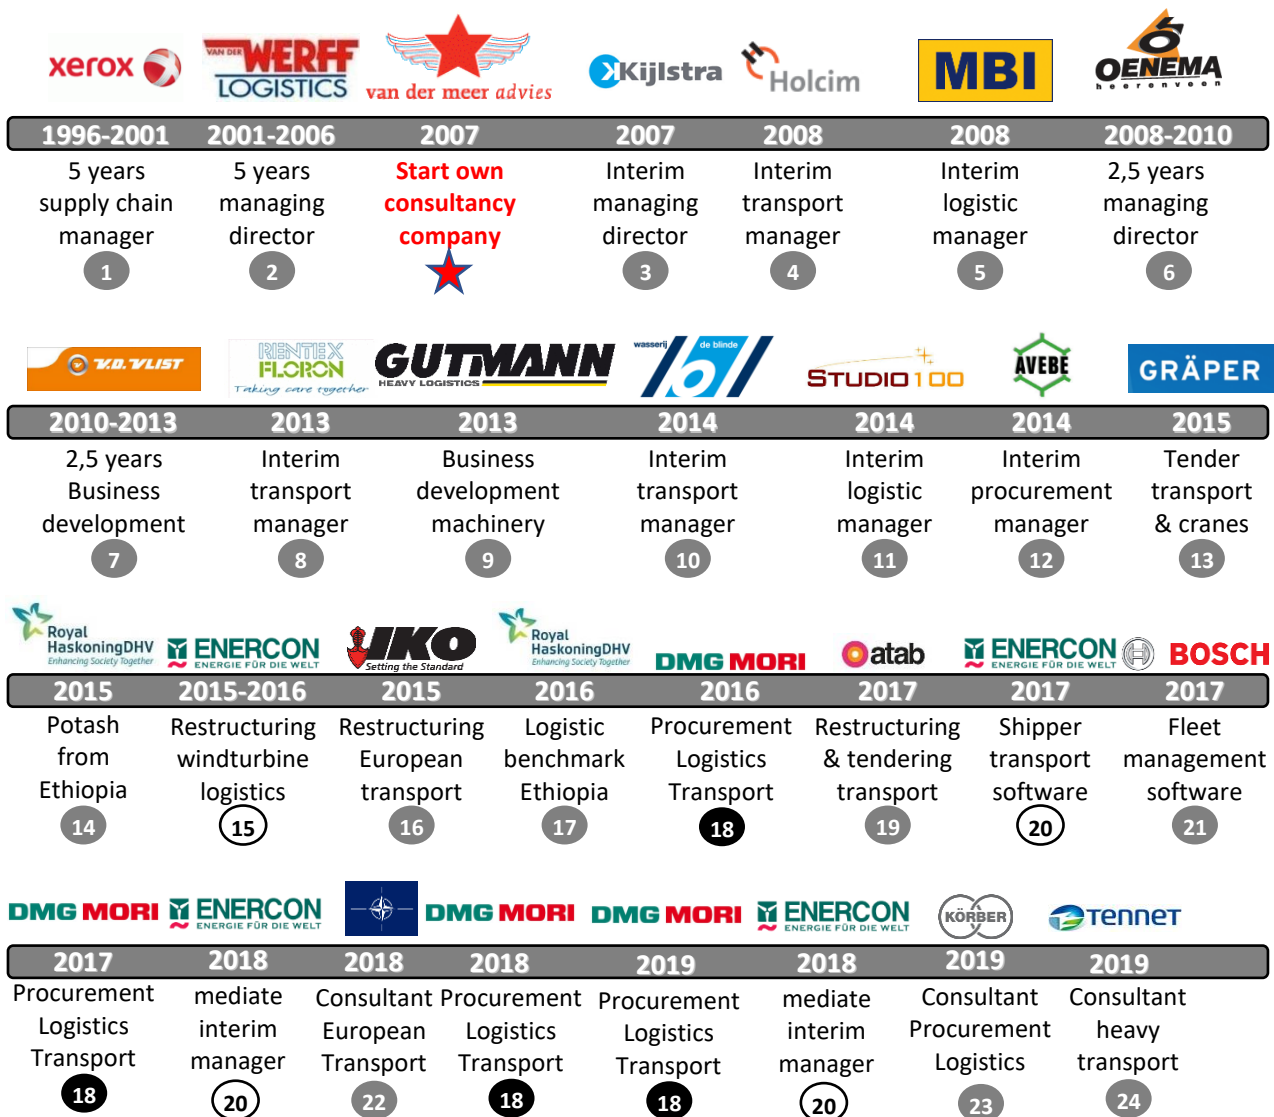 xerox
VAN DER WERFF
LOGISTICS
van der meer advies
Kijlstra
Holcim
MBI
OENEMA
heerenveen
1996-2001 2001-2006 2007 2007 2008 2008 2008-2010
5 years
supply chain
manager
1
5 years
managing
director
2
Start own
consultancy
company
Interim
managing
director
3
Interim
transport
manager
4
Interim
logistic
manager
5
2,5 years
managing
director
6
V.D. VLIST
RENTEX
FLORON
Taking care together
GUTMANN
HEAVY LOGISTICS
wasserij de blinde
b
STUDIO 100
AVEBE
GRÄPER
2010-2013 2013 2013 2014 2014 2014 2015
2,5 years
Business
development
7
Interim
transport
manager
8
Business
development
machinery
9
Interim
transport
manager
10
Interim
logistic
manager
11
Interim
procurement
manager
12
Tender
transport
& cranes
13
Royal
HaskoningDHV
Enhancing Society Together
ENERCON
ENERGIE FÜR DIE WELT
IKO
Setting the Standard
Royal
HaskoningDHV
Enhancing Society Together
DMG MORI
atab
ENERCON
ENERGIE FÜR DIE WELT
BOSCH
2015 2015-2016 2015 2016 2016 2017 2017 2017
Potash
from
Ethiopia
14
Restructuring
windturbine
logistics
15
Restructuring
European
transport
16
Logistic
benchmark
Ethiopia
17
Procurement
Logistics
Transport
18
Restructuring
& tendering
transport
19
Shipper
transport
software
20
Fleet
management
software
21
DMG MORI
ENERCON
ENERGIE FÜR DIE WELT
DMG MORI
DMG MORI
ENERCON
ENERGIE FÜR DIE WELT
KÖRBER
TENNET
2017 2018 2018 2018 2019 2018 2019 2019
Procurement
Logistics
Transport
18
mediate
interim
manager
20
Consultant
European
Transport
22
Procurement
Logistics
Transport
18
Procurement
Logistics
Transport
18
mediate
interim
manager
20
Consultant
Procurement
Logistics
23
Consultant
heavy
transport
24